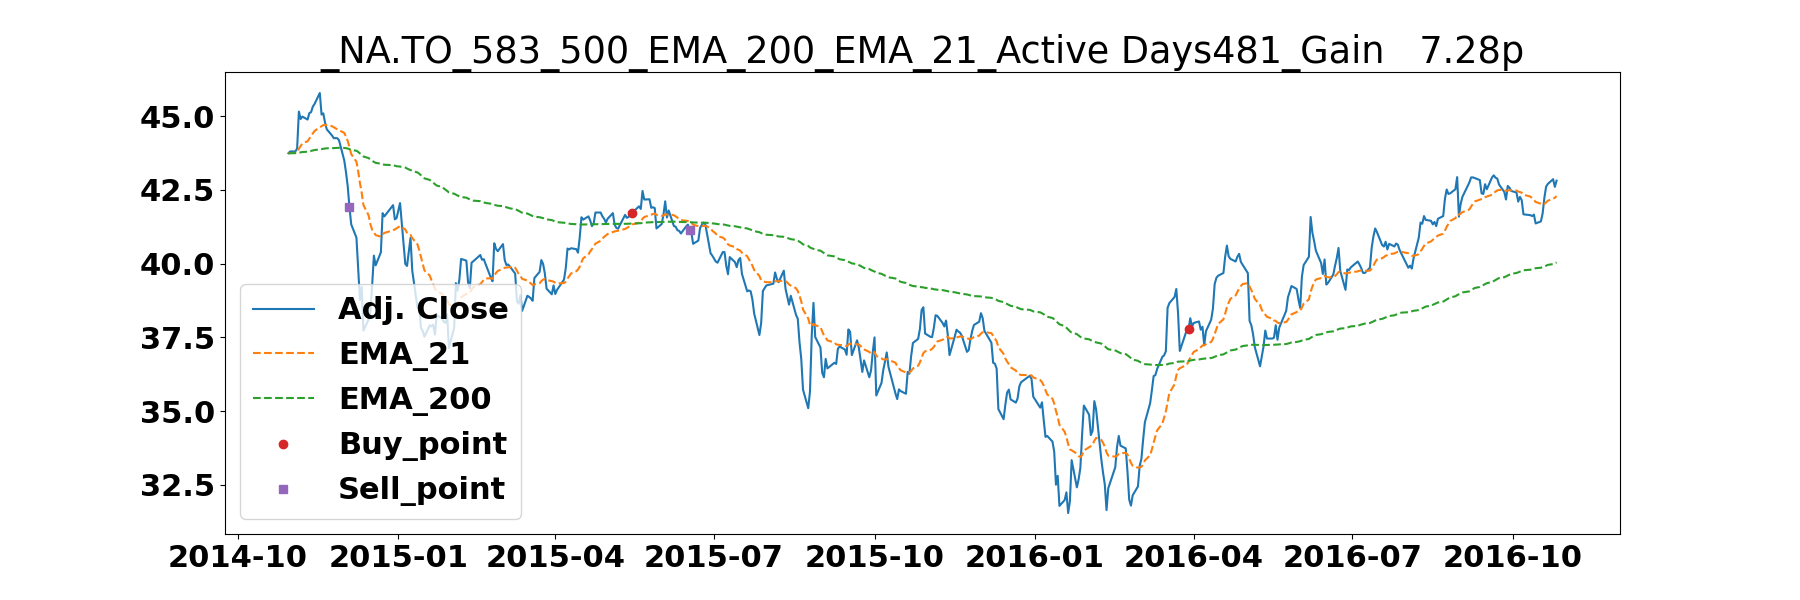 _NA.TO_583_500_EMA_200_EMA_21_Active Days481_Gain   7.28p
45.0
42.5
40.0
37.5
35.0
32.5
Adj. Close
EMA_21
EMA_200
Buy_point
Sell_point
2014-10 2015-01 2015-04 2015-07 2015-10 2016-01 2016-04 2016-07 2016-10